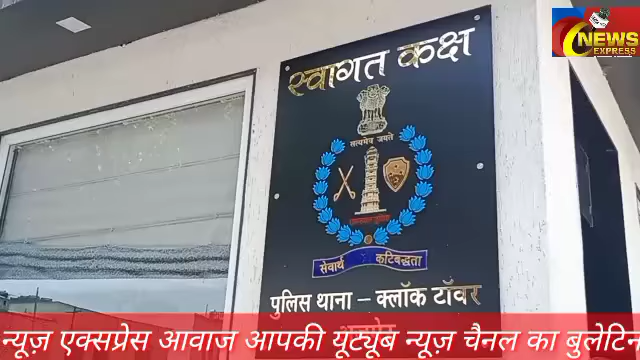 NEWS
EXPRESS
स्वागत कक्ष
सत्यमेव जयते
सेवार्थ कटिबद्धता
पुलिस थाना - क्लॉक टॉवर
न्यूज़ एक्सप्रेस आवाज आपकी यूट्यूब न्यूज़ चैनल का बुलेटिन